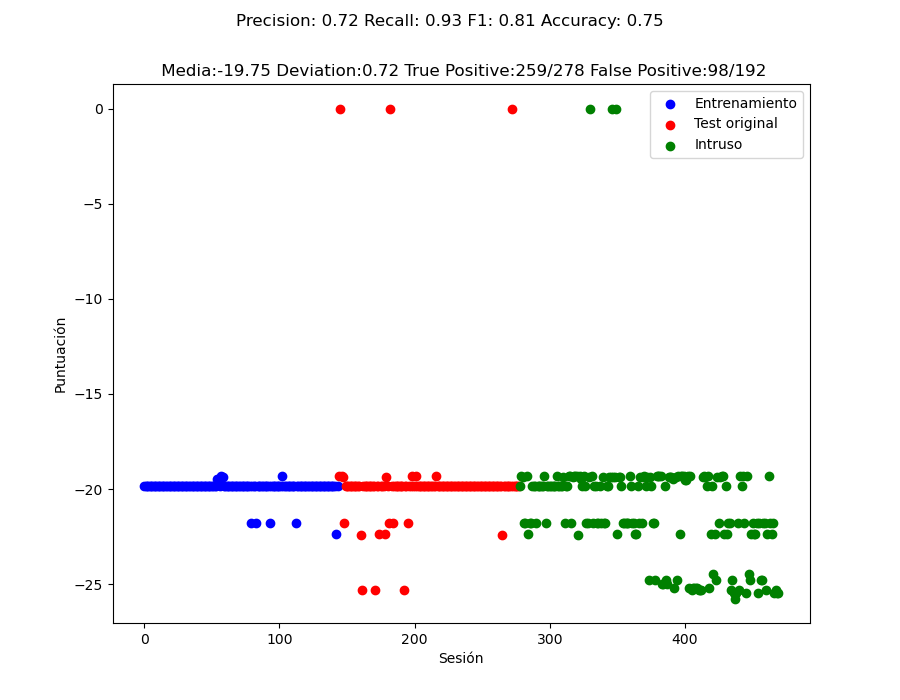 Precision: 0.72 Recall: 0.93 F1: 0.81 Accuracy: 0.75
Media:-19.75 Deviation:0.72 True Positive:259/278 False Positive:98/192
Entrenamiento
Test original
Intruso
0
−5
−10
−15
−20
−25
Puntuación
0 100 200 300 400
Sesión